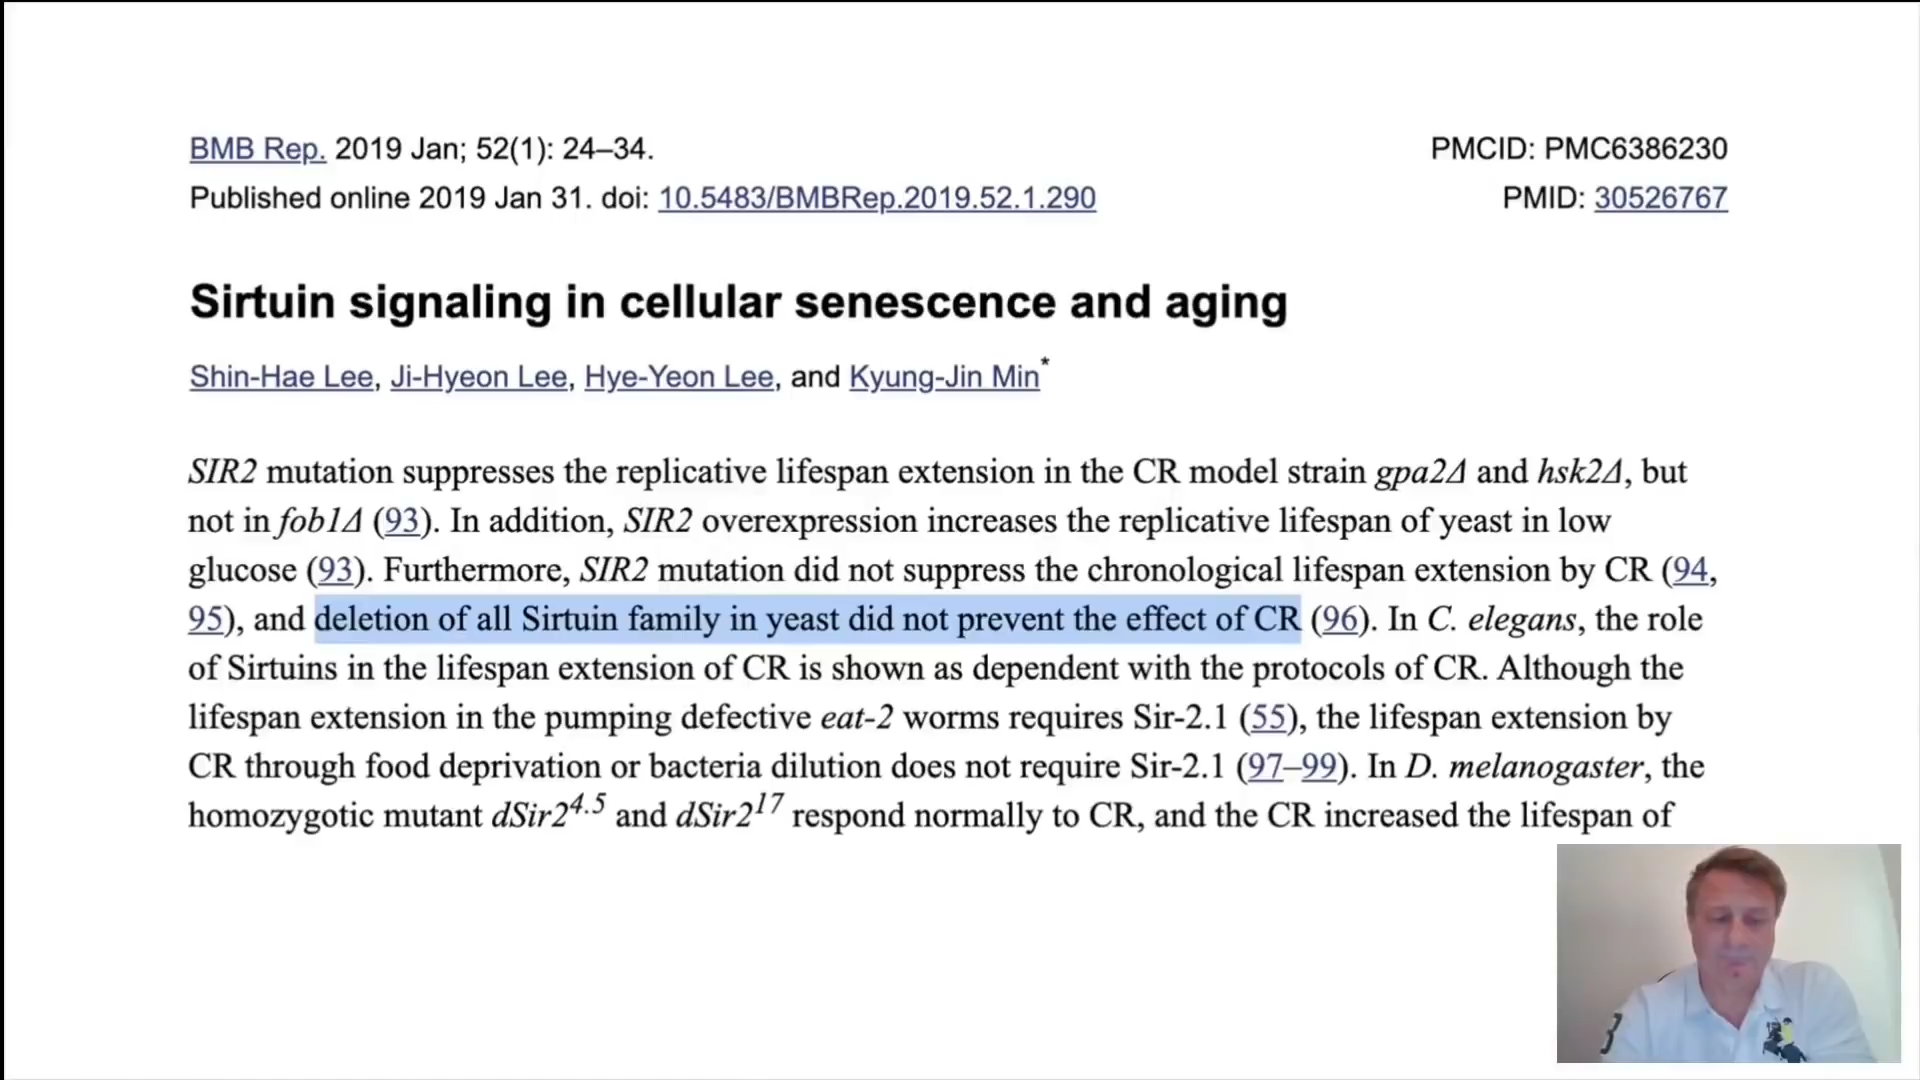 BMB Rep. 2019 Jan; 52(1): 24–34.
PMCID: PMC6386230
Published online 2019 Jan 31. doi: 10.5483/BMBRep.2019.52.1.290
PMID: 30526767
Sirtuin signaling in cellular senescence and aging
Shin-Hae Lee, Ji-Hyeon Lee, Hye-Yeon Lee, and Kyung-Jin Min*
SIR2 mutation suppresses the replicative lifespan extension in the CR model strain gpa2Δ and hsk2Δ, but
not in fob1Δ (93). In addition, SIR2 overexpression increases the replicative lifespan of yeast in low
glucose (93). Furthermore, SIR2 mutation did not suppress the chronological lifespan extension by CR (94,
95), and deletion of all Sirtuin family in yeast did not prevent the effect of CR (96). In C. elegans, the role
of Sirtuins in the lifespan extension of CR is shown as dependent with the protocols of CR. Although the
lifespan extension in the pumping defective eat-2 worms requires Sir-2.1 (55), the lifespan extension by
CR through food deprivation or bacteria dilution does not require Sir-2.1 (97–99). In D. melanogaster, the
homozygotic mutant dSir2^4.5 and dSir2^17 respond normally to CR, and the CR increased the lifespan of
3